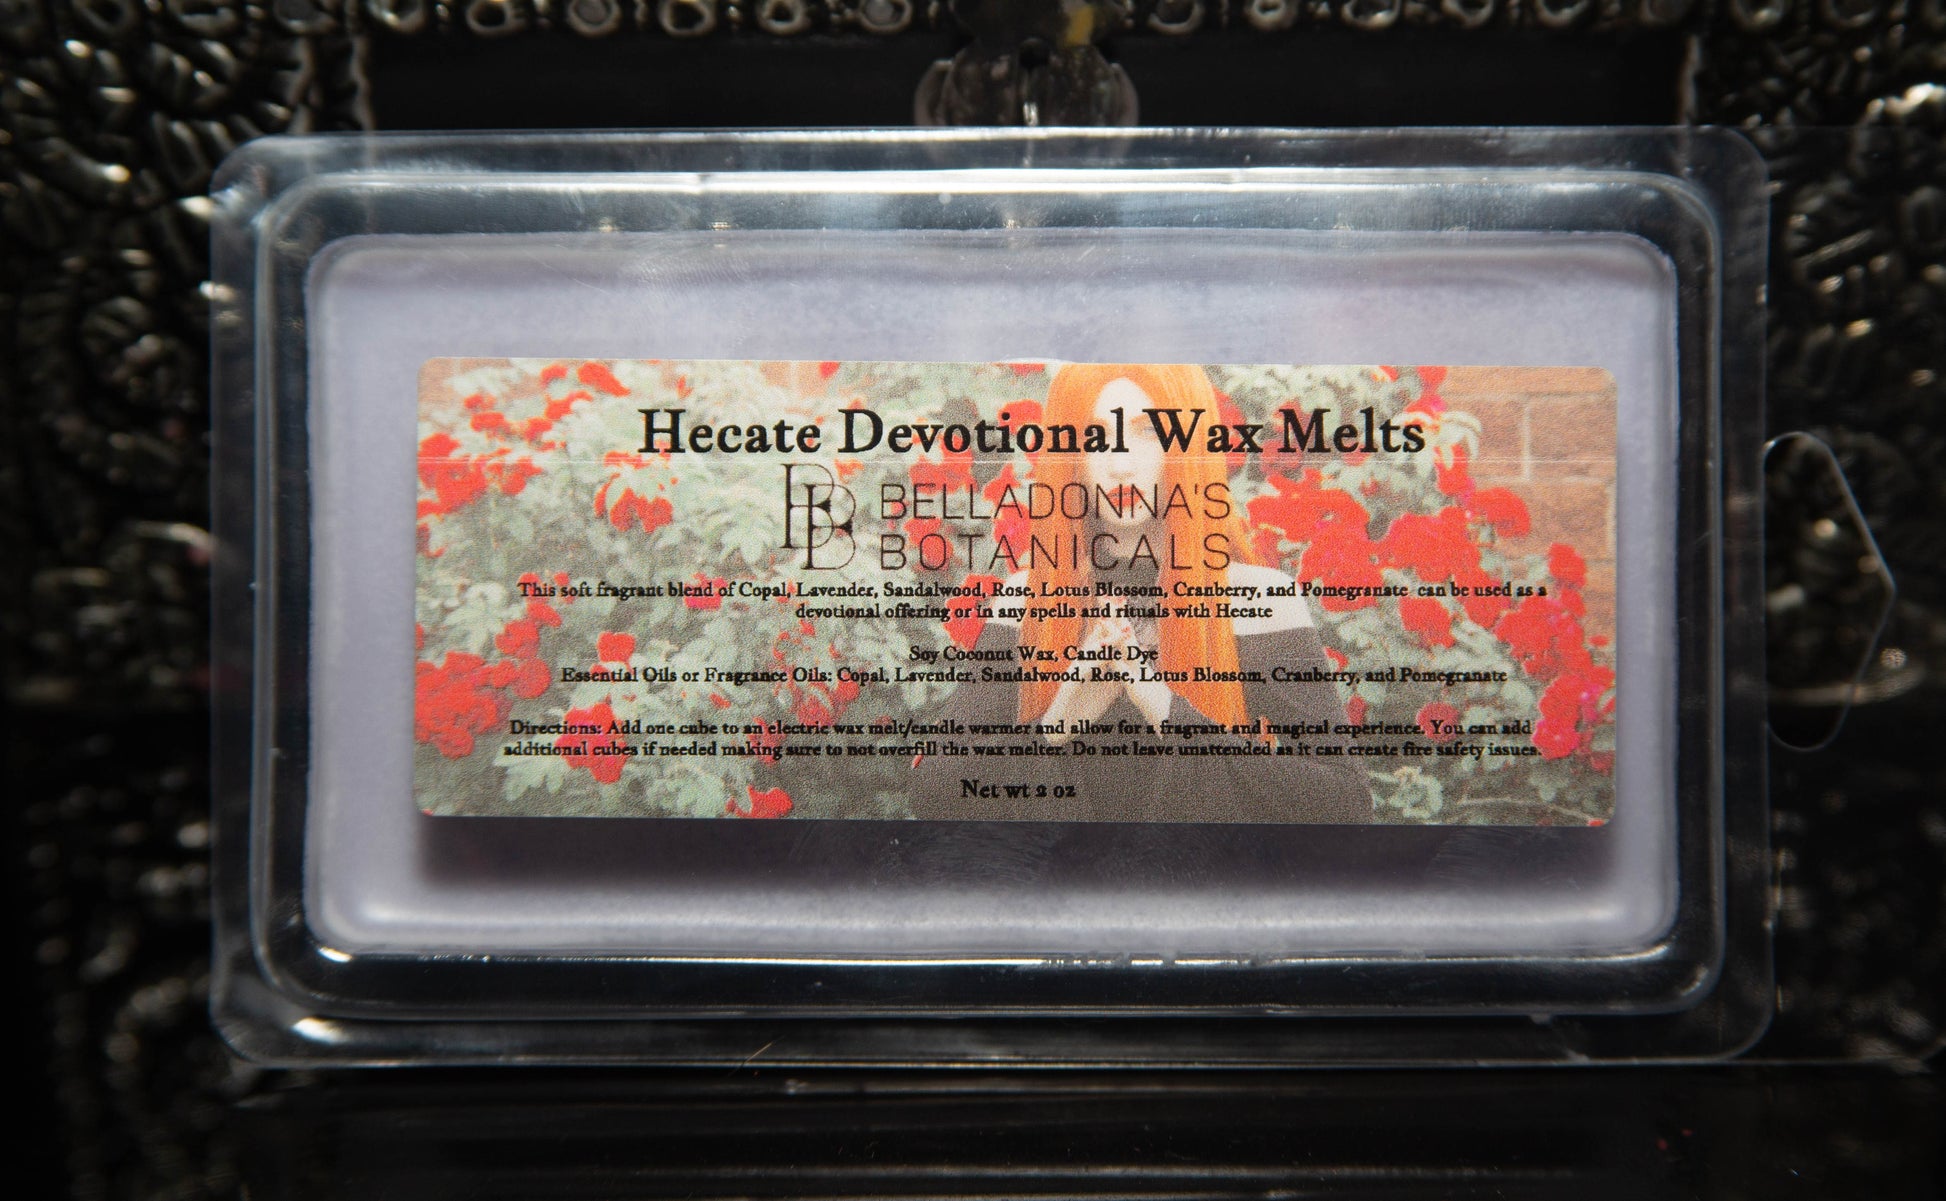 Hecate Devotional Wax Melts
BB BELLADONNA'S
BOTANICALS
This soft fragrant blend of Copal, Lavender, Sandalwood, Rose, Lotus Blossom, Cranberry, and Pomegranate can be used as a
devotional offering or in any spells and rituals with Hecate
Soy Coconut Wax, Candle Dye
Essential Oils or Fragrance Oils: Copal, Lavender, Sandalwood, Rose, Lotus Blossom, Cranberry, and Pomegranate
Directions: Add one cube to an electric wax melt/candle warmer and allow for a fragrant and magical experience. You can add
additional cubes if needed making sure to not overfill the wax melter. Do not leave unattended as it can create fire safety issues.
Net wt 2 oz